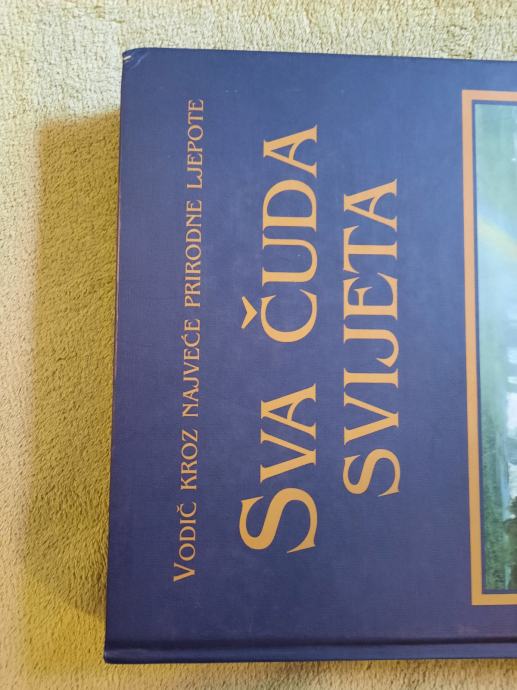 VODIČ KROZ NAJVEĆE PRIRODNE LJEPOTE
SVA ČUDA
SVIJETA